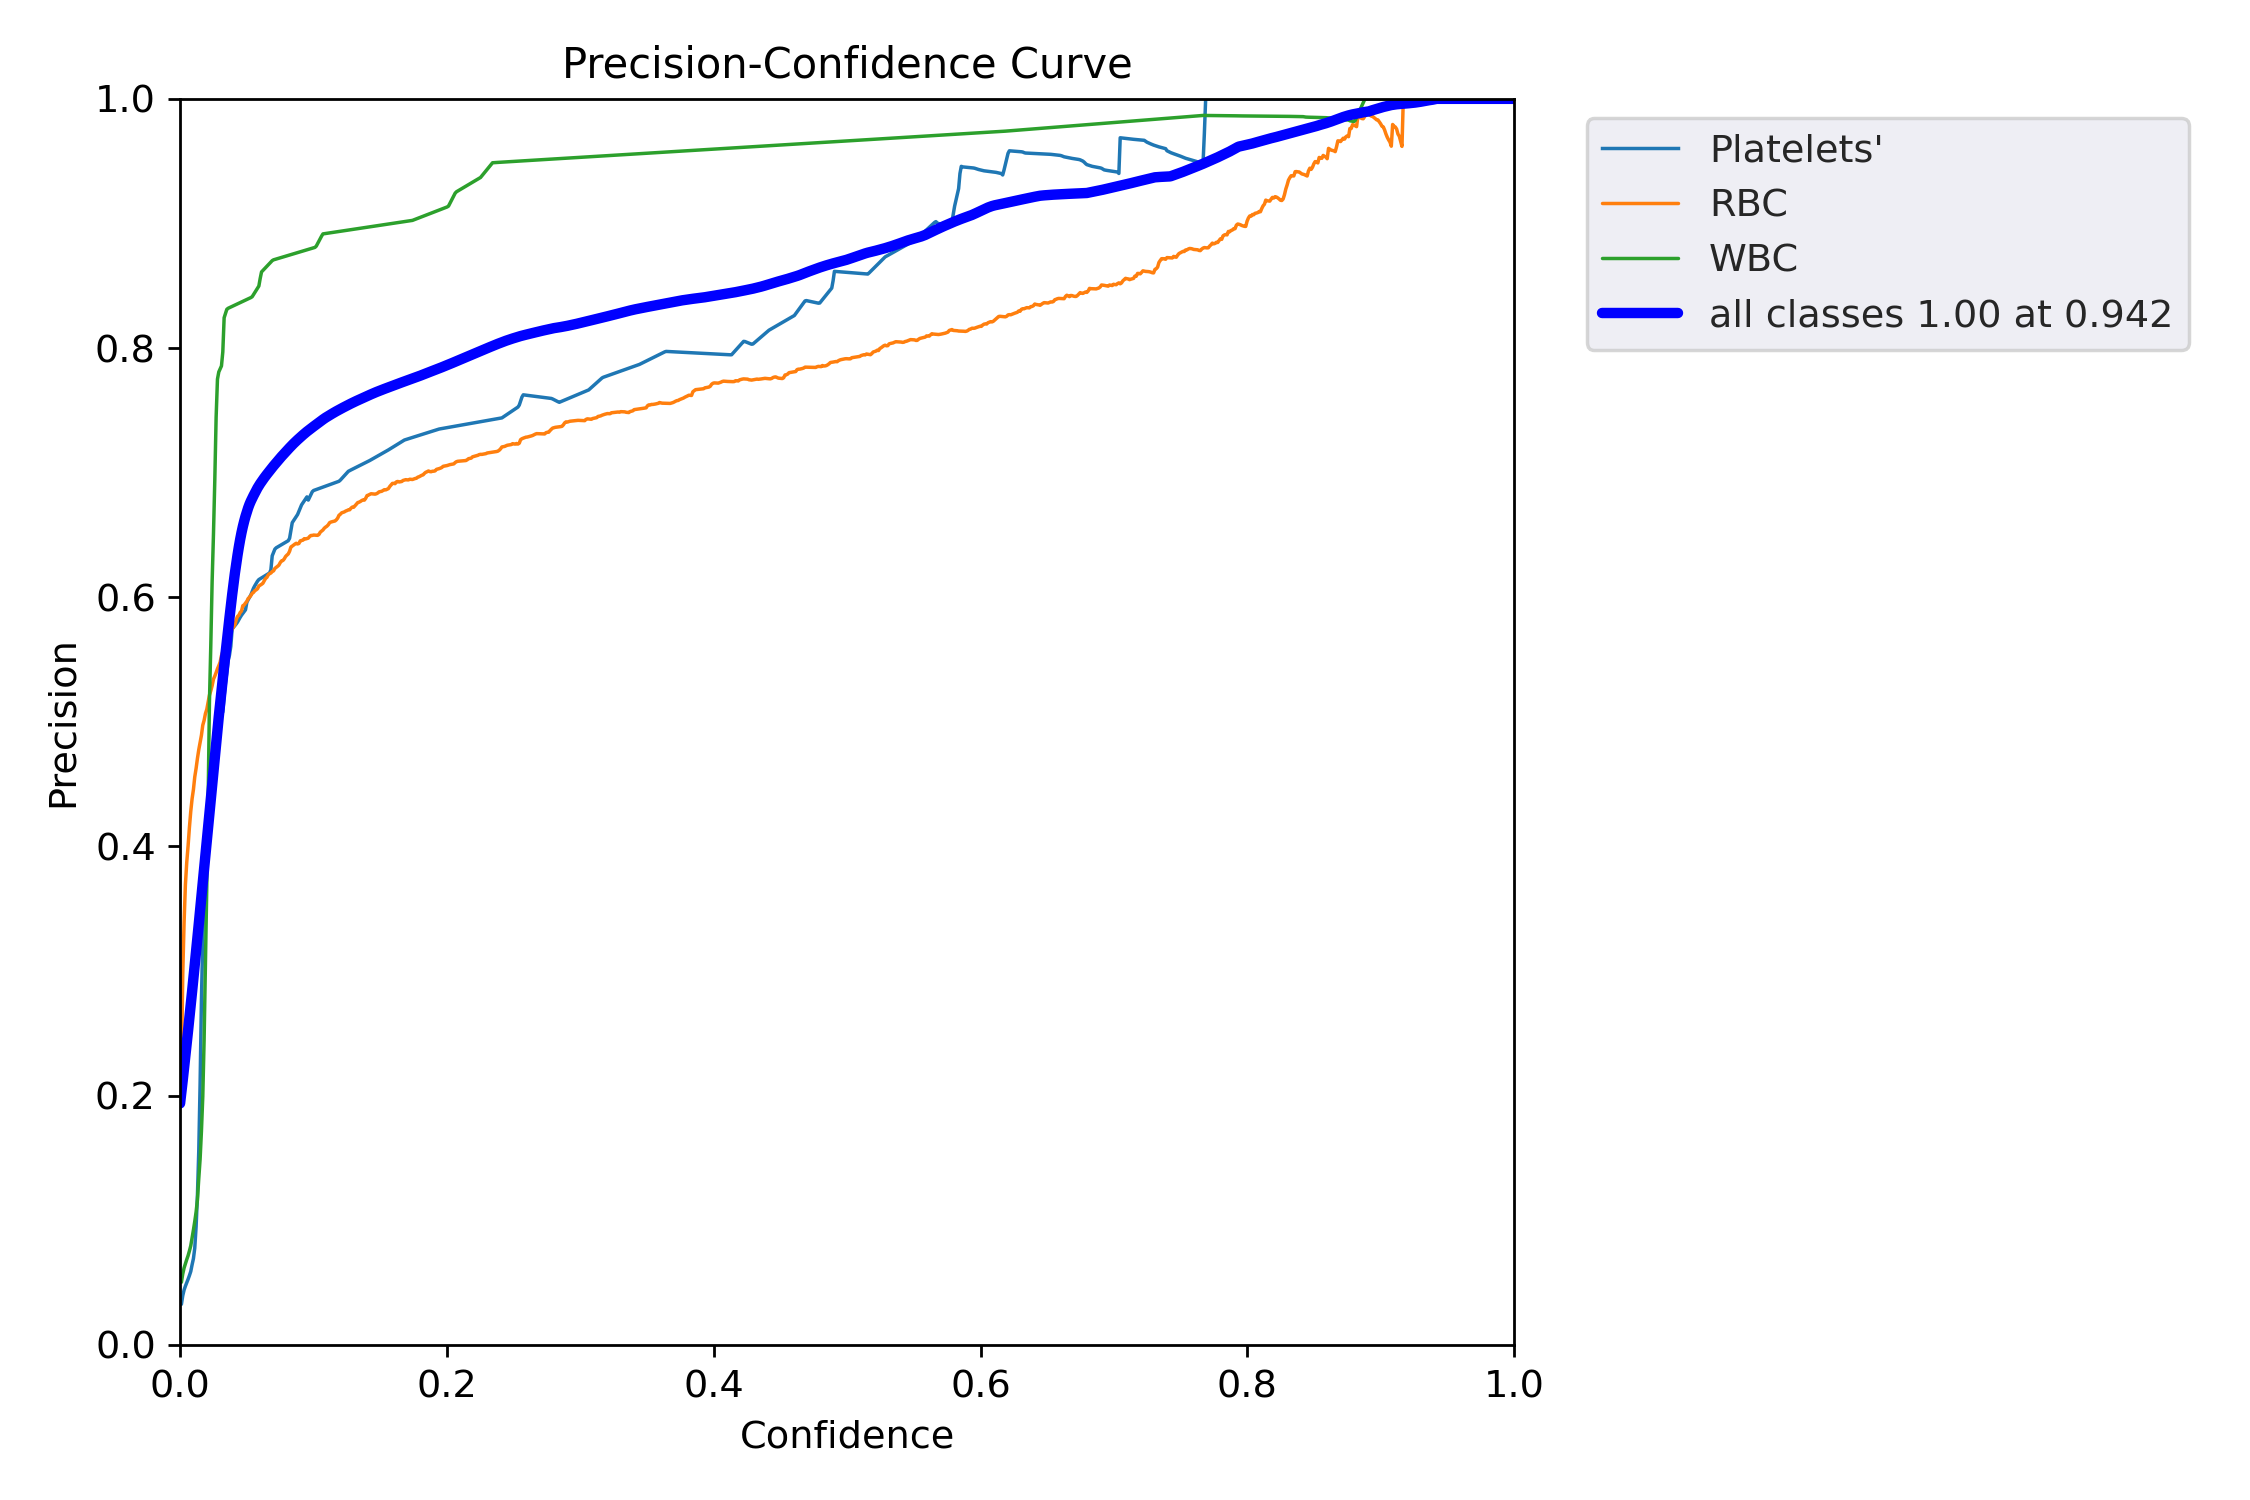 Precision-Confidence Curve
1.0
0.8
0.6
0.4
0.2
0.0
Precision
0.0 0.2 0.4 0.6 0.8 1.0
Confidence
Platelets'
RBC
WBC
all classes 1.00 at 0.942